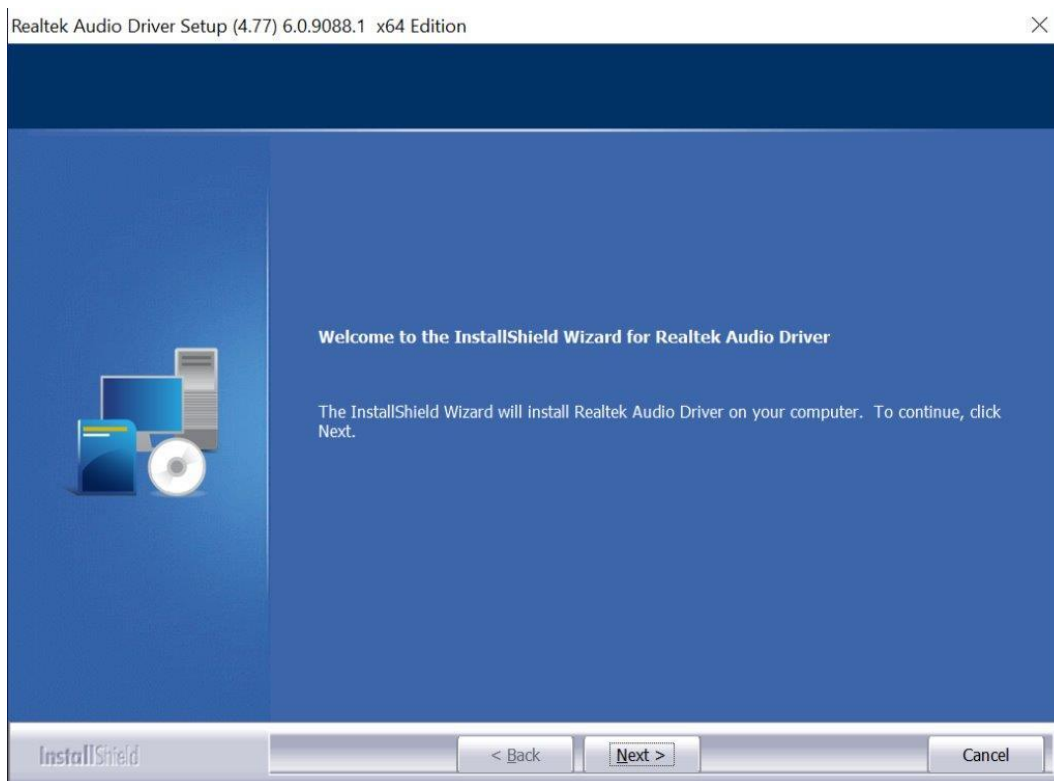 Realtek Audio Driver Setup (4.77) 6.0.9088.1 x64 Edition
Welcome to the InstallShield Wizard for Realtek Audio Driver
The InstallShield Wizard will install Realtek Audio Driver on your computer. To continue, click
Next.
InstallShield
< Back
Next >
Cancel